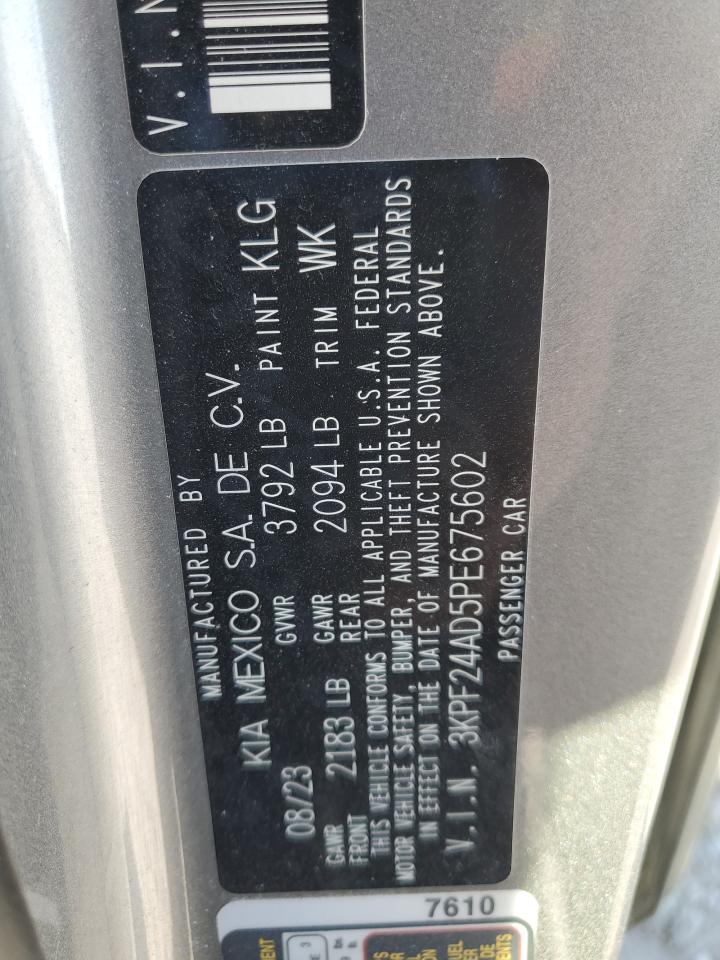 V.I.N
MANUFACTURED BY
KIA MEXICO S.A. DE C.V.
08/23 GVWR 3792 LB PAINT KLG
GAWR FRONT 2183 LB GAWR REAR 2094 LB TRIM WK
THIS VEHICLE CONFORMS TO ALL APPLICABLE U.S.A. FEDERAL
MOTOR VEHICLE SAFETY, BUMPER, AND THEFT PREVENTION STANDARDS
IN EFFECT ON THE DATE OF MANUFACTURE SHOWN ABOVE.
V.I.N. 3KPF24AD5PE675602
PASSENGER CAR
7610